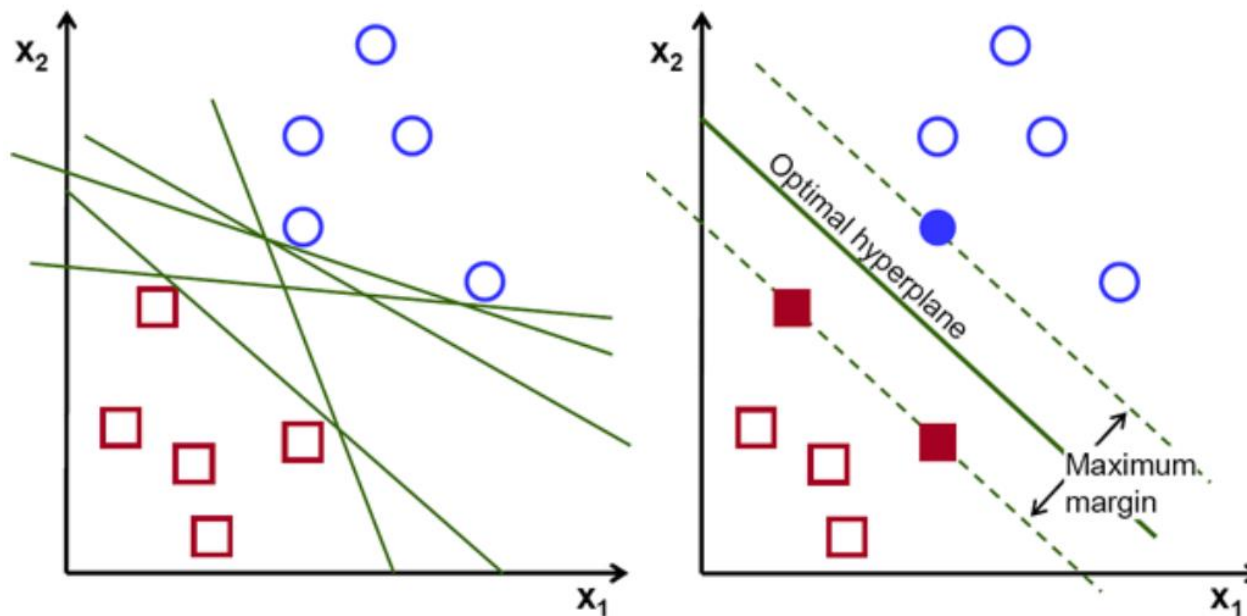 x₂
x₁
x₂
Optimal hyperplane
Maximum
margin
x₁